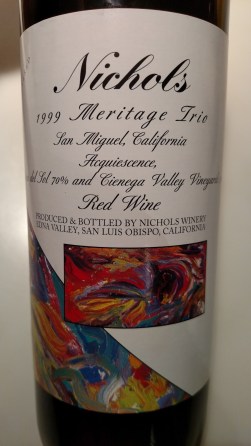 Nichols
1999 Meritage Trio
San Miguel, California
Acquiescence,
del Sol 70% and Cienega Valley Vineyard
Red Wine
PRODUCED & BOTTLED BY NICHOLS WINERY
EDNA VALLEY, SAN LUIS OBISPO, CALIFORNIA